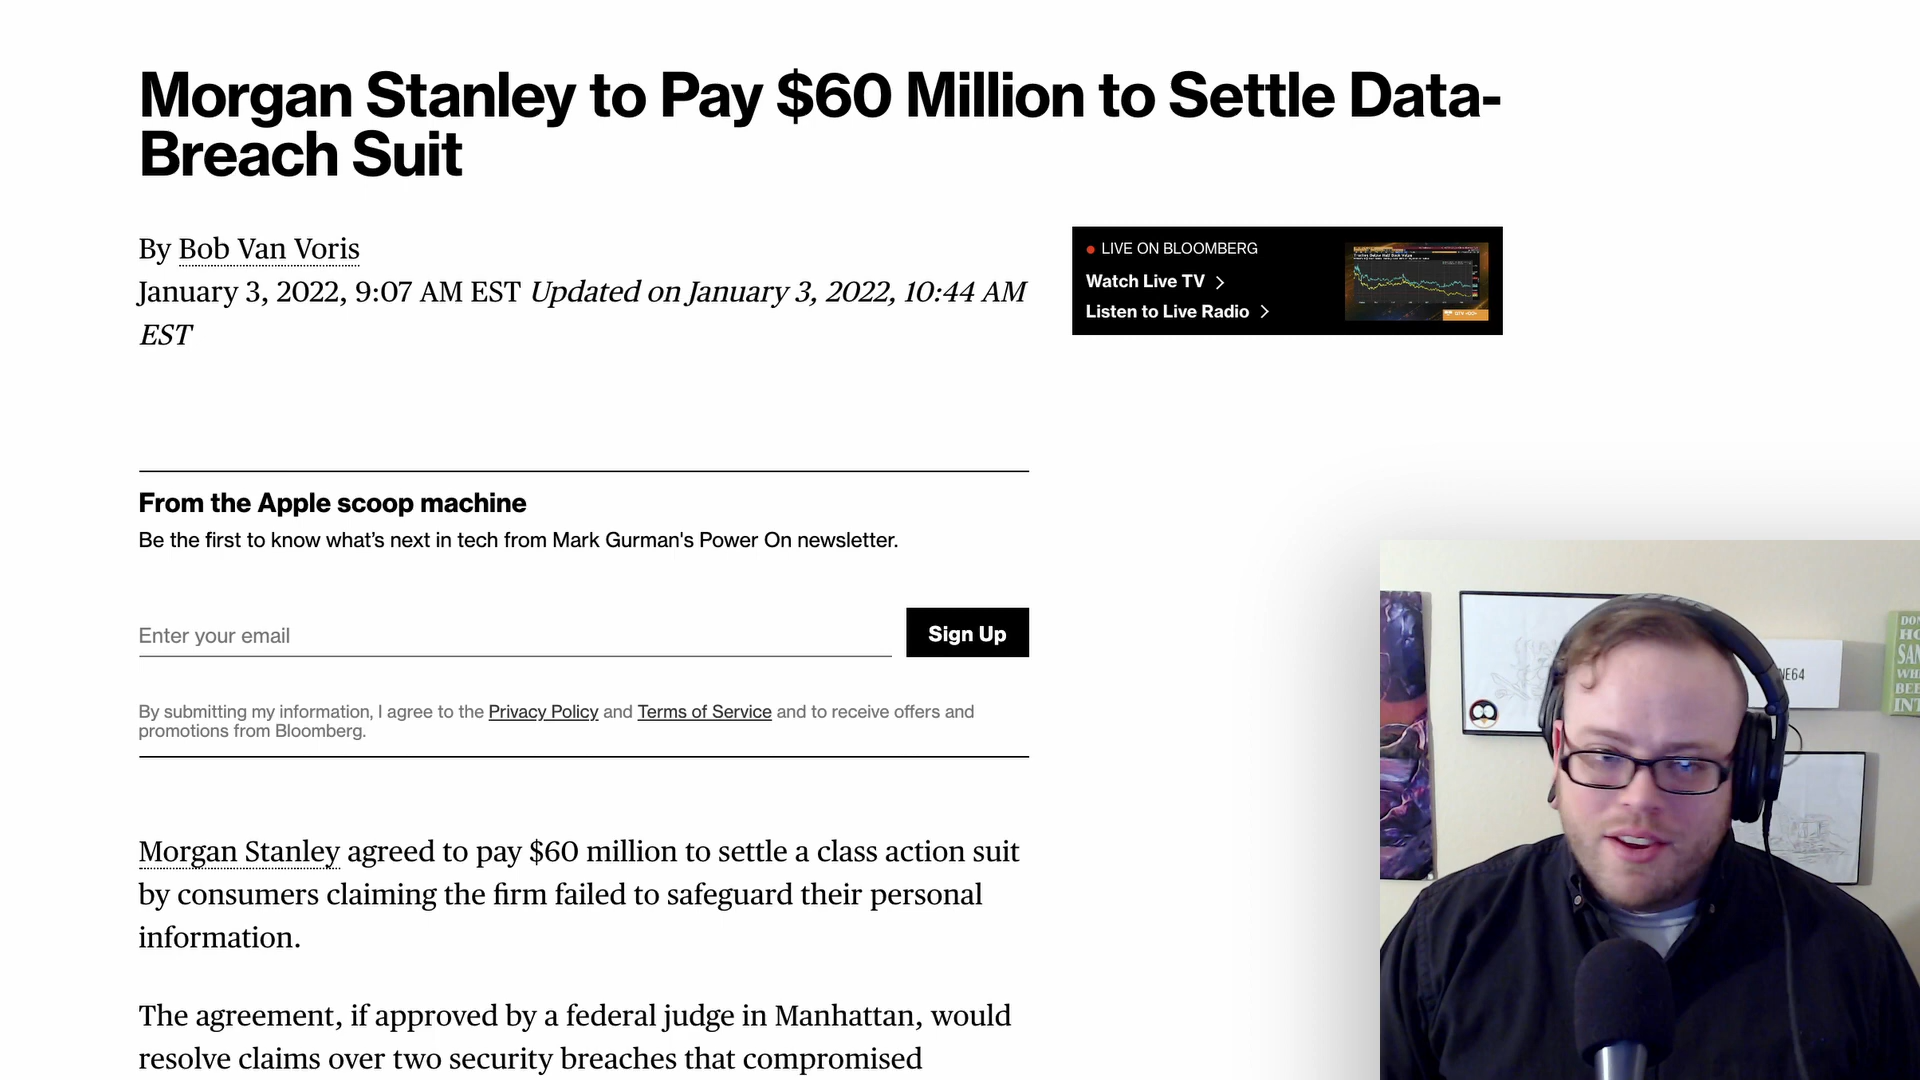 Morgan Stanley to Pay $60 Million to Settle Data-
Breach Suit
By Bob Van Voris
January 3, 2022, 9:07 AM EST Updated on January 3, 2022, 10:44 AM
EST
LIVE ON BLOOMBERG
Watch Live TV
Listen to Live Radio
From the Apple scoop machine
Be the first to know what’s next in tech from Mark Gurman's Power On newsletter.
Enter your email
Sign Up
By submitting my information, I agree to the Privacy Policy and Terms of Service and to receive offers and
promotions from Bloomberg.
Morgan Stanley agreed to pay $60 million to settle a class action suit
by consumers claiming the firm failed to safeguard their personal
information.
The agreement, if approved by a federal judge in Manhattan, would
resolve claims over two security breaches that compromised
NE64